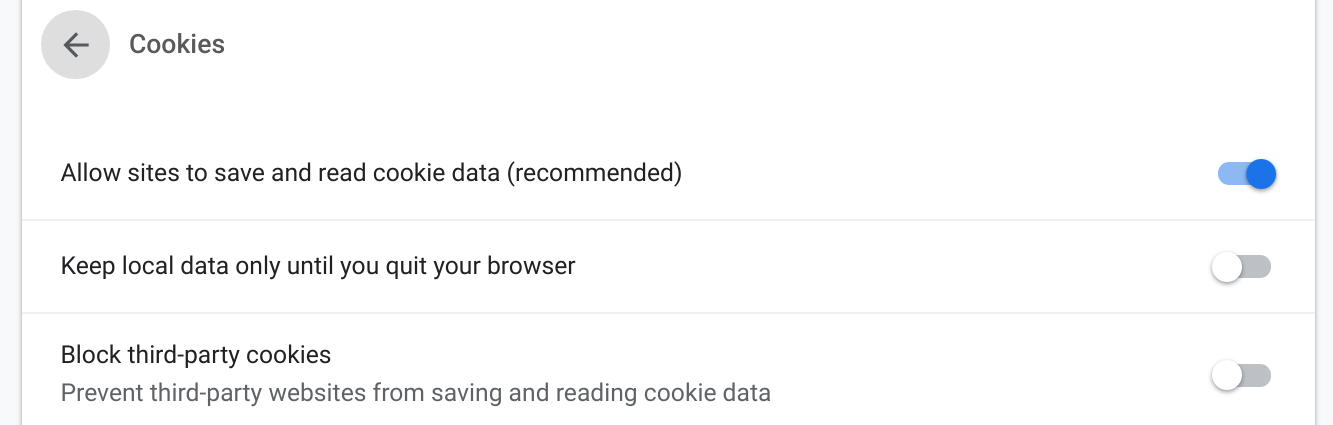 Cookies
Allow sites to save and read cookie data (recommended)
Keep local data only until you quit your browser
Block third-party cookies
Prevent third-party websites from saving and reading cookie data